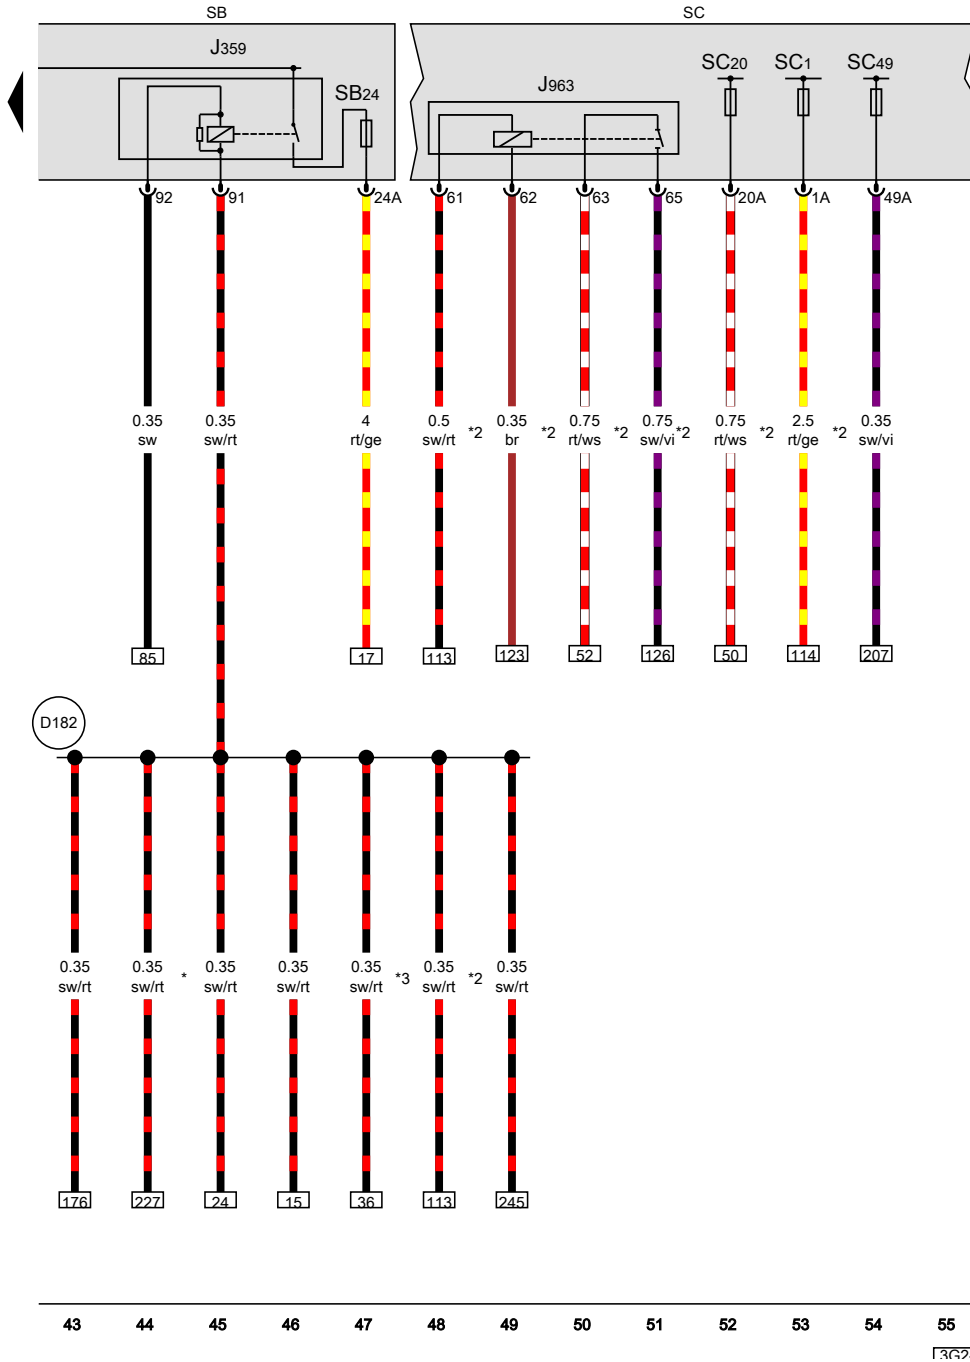 SB SC
J359
SB24
J963
SC20 SC1 SC49
92 91 24A 61 62 63 65 20A 1A 49A
0.35 0.35 4 0.5 0.35 0.75 0.75 0.75 2.5 0.35
sw sw/rt rt/ge sw/rt *2 br *2 rt/ws *2 sw/vi *2 rt/ws *2 rt/ge *2 sw/vi
85 17 113 123 52 126 50 114 207
D182
0.35 0.35 0.35 0.35 0.35 0.35 0.35
sw/rt sw/rt * sw/rt sw/rt sw/rt *3 sw/rt *2 sw/rt
176 227 24 15 36 113 245
43 44 45 46 47 48 49 50 51 52 53 54 55